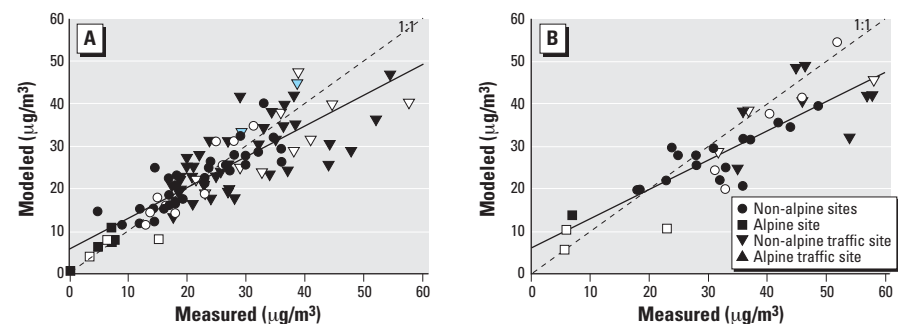 A
1:1
Modeled (µg/m³)
60
50
40
30
20
10
0
0 10 20 30 40 50 60
Measured (µg/m³)
B
1:1
Modeled (µg/m³)
60
50
40
30
20
10
0
0 10 20 30 40 50 60
Measured (µg/m³)
Non-alpine sites
Alpine site
Non-alpine traffic site
Alpine traffic site